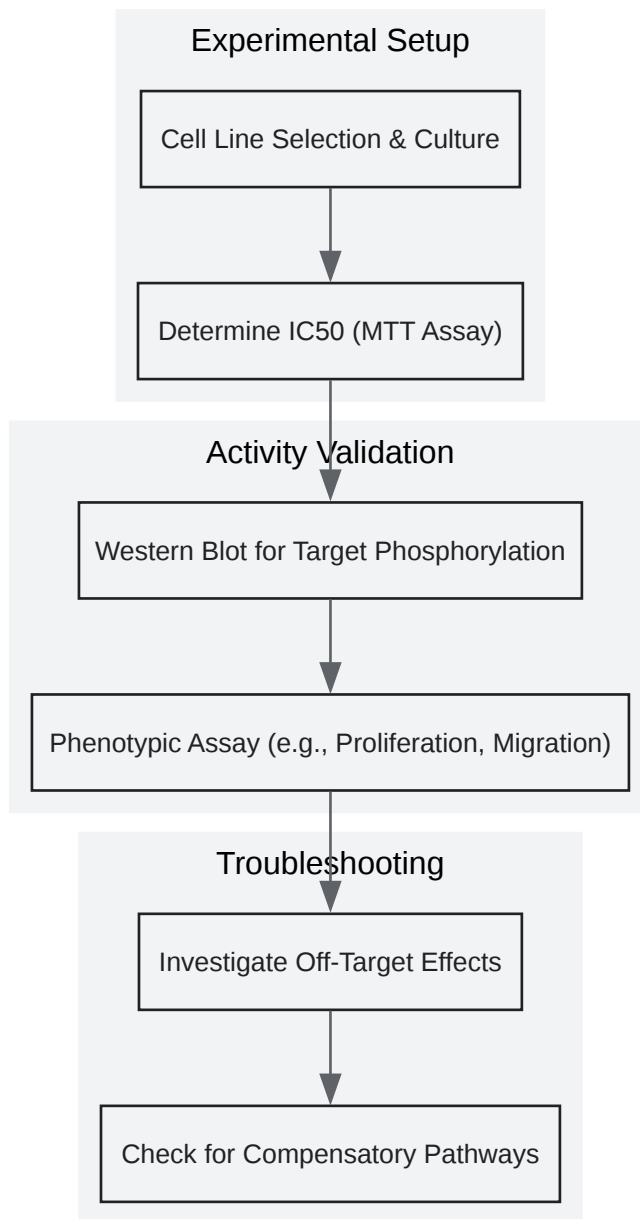 Experimental Setup
Cell Line Selection & Culture
Determine IC50 (MTT Assay)
Activity Validation
Western Blot for Target Phosphorylation
Phenotypic Assay (e.g., Proliferation, Migration)
Troubleshooting
Investigate Off-Target Effects
Check for Compensatory Pathways